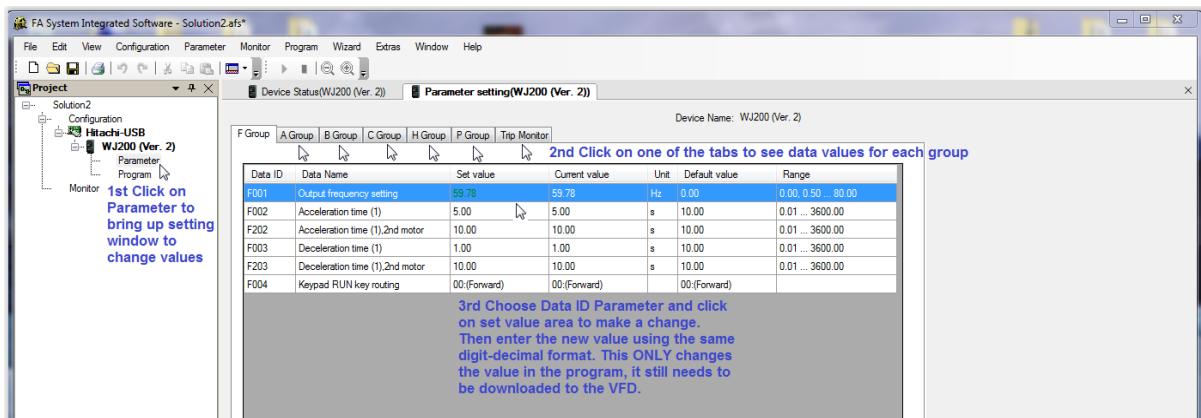 FA System Integrated Software - Solution2.afs*
File Edit View Configuration Parameter Monitor Program Wizard Extras Window Help
Project
Solution2
Configuration
Hitachi-USB
WJ200 (Ver. 2)
Parameter
Program
Monitor
1st Click on
Parameter to
bring up setting
window to
change values
Device Status(WJ200 (Ver. 2)) Parameter setting(WJ200 (Ver. 2))
Device Name: WJ200 (Ver. 2)
F Group A Group B Group C Group H Group P Group Trip Monitor
2nd Click on one of the tabs to see data values for each group
Data ID Data Name Set value Current value Unit Default value Range
F001 Output frequency setting 59.78 59.78 Hz 0.00 0.00, 0.50 ... 80.00
F002 Acceleration time (1) 5.00 5.00 s 10.00 0.01 ... 3600.00
F202 Acceleration time (1),2nd motor 10.00 10.00 s 10.00 0.01 ... 3600.00
F003 Deceleration time (1) 1.00 1.00 s 10.00 0.01 ... 3600.00
F203 Deceleration time (1),2nd motor 10.00 10.00 s 10.00 0.01 ... 3600.00
F004 Keypad RUN key routing 00:(Forward) 00:(Forward) 00:(Forward)
3rd Choose Data ID Parameter and click
on set value area to make a change.
Then enter the new value using the same
digit-decimal format. This ONLY changes
the value in the program, it still needs to
be downloaded to the VFD.